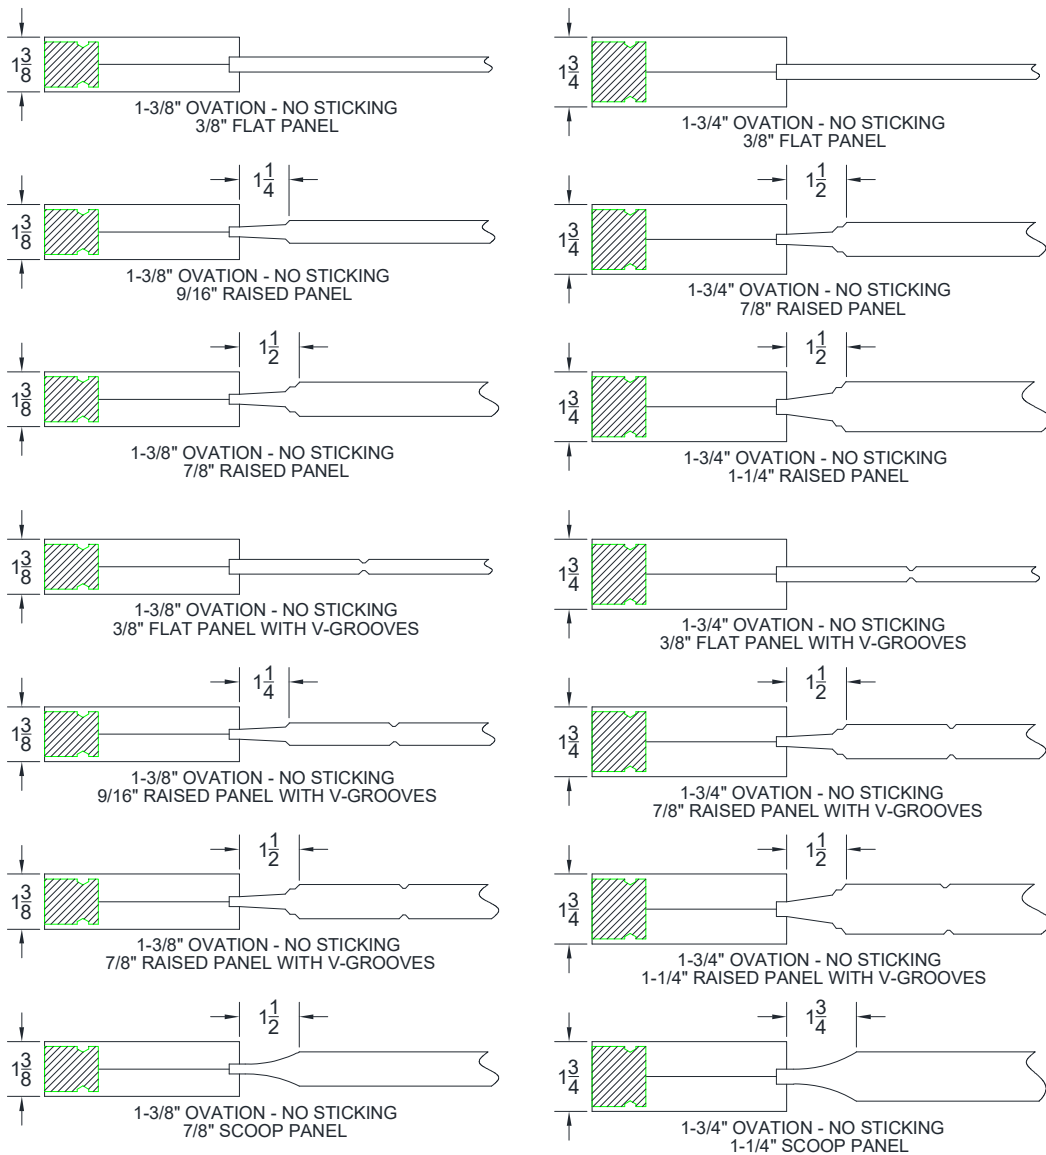 1 3/8
1-3/8" OVATION - NO STICKING
3/8" FLAT PANEL
1 3/4
1-3/4" OVATION - NO STICKING
3/8" FLAT PANEL
1 1/4
1 3/8
1-3/8" OVATION - NO STICKING
9/16" RAISED PANEL
1 1/2
1 3/4
1-3/4" OVATION - NO STICKING
7/8" RAISED PANEL
1 1/2
1 3/8
1-3/8" OVATION - NO STICKING
7/8" RAISED PANEL
1 1/2
1 3/4
1-3/4" OVATION - NO STICKING
1-1/4" RAISED PANEL
1 3/8
1-3/8" OVATION - NO STICKING
3/8" FLAT PANEL WITH V-GROOVES
1 3/4
1-3/4" OVATION - NO STICKING
3/8" FLAT PANEL WITH V-GROOVES
1 1/4
1 3/8
1-3/8" OVATION - NO STICKING
9/16" RAISED PANEL WITH V-GROOVES
1 1/2
1 3/4
1-3/4" OVATION - NO STICKING
7/8" RAISED PANEL WITH V-GROOVES
1 1/2
1 3/8
1-3/8" OVATION - NO STICKING
7/8" RAISED PANEL WITH V-GROOVES
1 1/2
1 3/4
1-3/4" OVATION - NO STICKING
1-1/4" RAISED PANEL WITH V-GROOVES
1 1/2
1 3/8
1-3/8" OVATION - NO STICKING
7/8" SCOOP PANEL
1 3/4
1 3/4
1-3/4" OVATION - NO STICKING
1-1/4" SCOOP PANEL